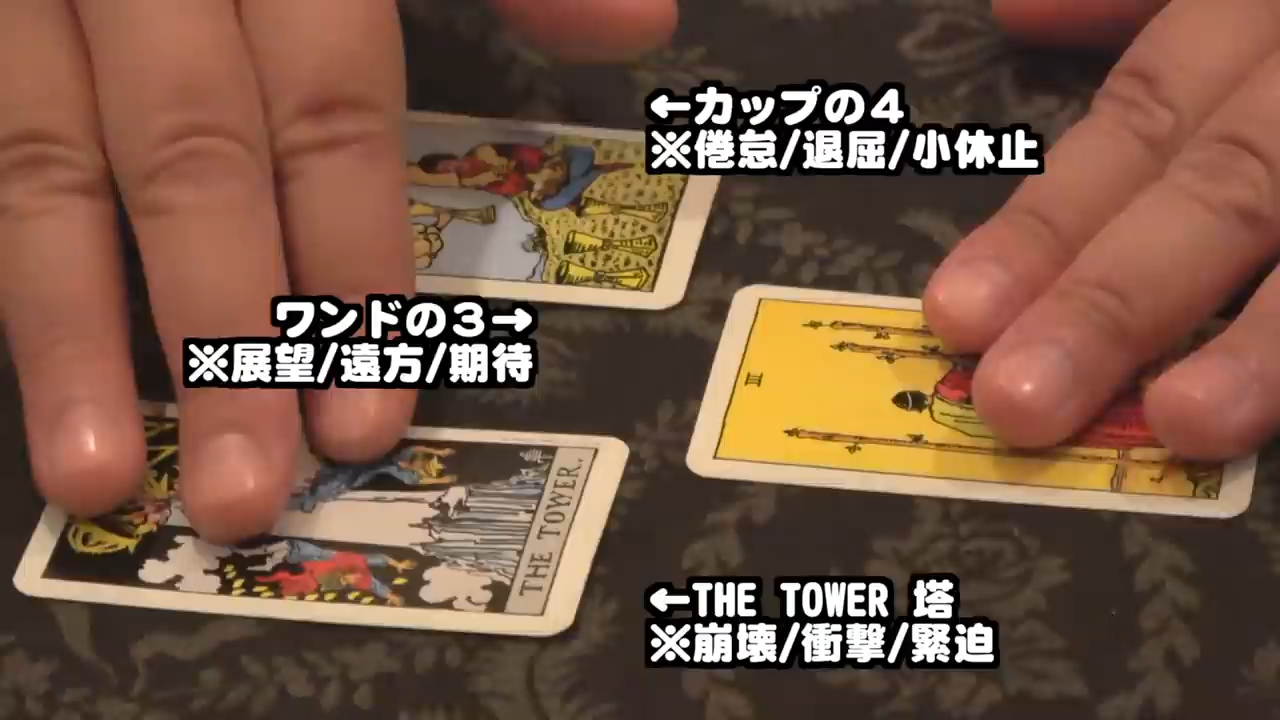 ←カップの４
※倦怠/退屈/小休止
ワンドの３→
※展望/遠方/期待
III
THE TOWER.
←THE TOWER 塔
※崩壊/衝撃/緊迫